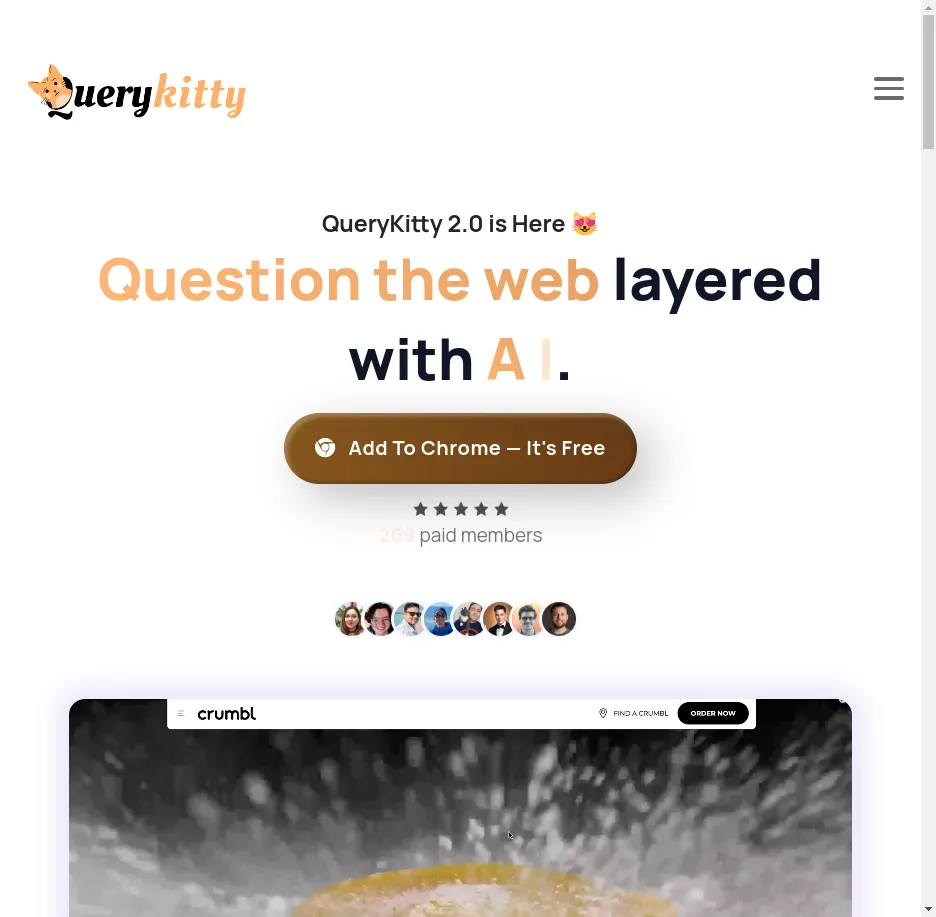 Querykitty
QueryKitty 2.0 is Here 😻
Question the web layered
with A I.
Add To Chrome — It's Free
269 paid members
crumbl
FIND A CRUMBL
ORDER NOW